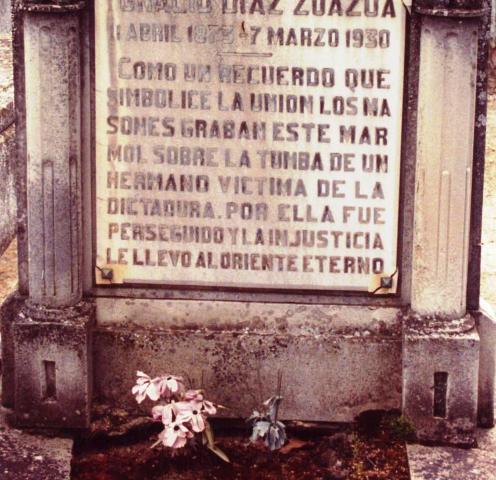 DIAZ ZUAZUA
ABRIL 1873 - 7 MARZO 1930
COMO UN RECUERDO QUE
SIMBOLICE LA UNION LOS MA
SONES GRABAN ESTE MAR
MOL SOBRE LA TUMBA DE UN
HERMANO VICTIMA DE LA
DICTADURA. POR ELLA FUE
PERSEGUIDO Y LA INJUSTICIA
LE LLEVO AL ORIENTE ETERNO